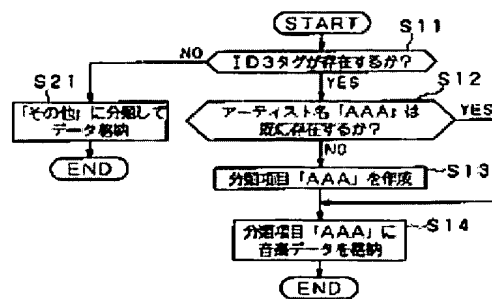 START
S11
ID3タグが存在するか?
NO
YES
S21
「その他」に分類して
データ格納
END
S12
アーティスト名「AAA」は
既に存在するか?
YES
NO
S13
分類項目「AAA」を作成
S14
分類項目「AAA」に
音楽データを格納
END